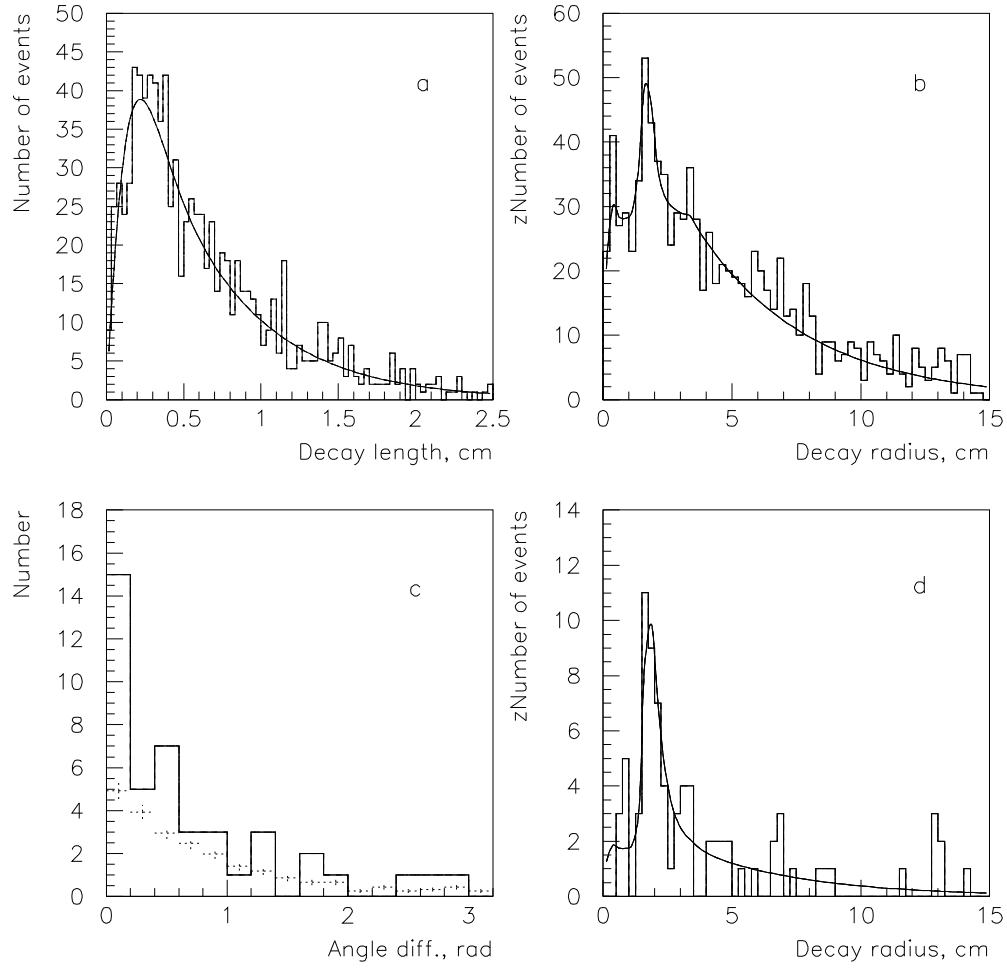 Number of events
50
45
40
35
30
25
20
15
10
5
0
a
0 0.5 1 1.5 2 2.5
Decay length, cm
zNumber of events
60
50
40
30
20
10
0
b
0 5 10 15
Decay radius, cm
Number
18
16
14
12
10
8
6
4
2
0
c
0 1 2 3
Angle diff., rad
zNumber of events
14
12
10
8
6
4
2
0
d
0 5 10 15
Decay radius, cm